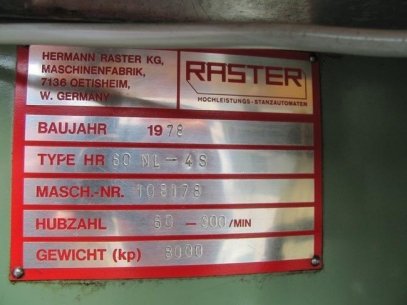 HERMANN RASTER KG,
MASCHINENFABRIK,
7136 OETISHEIM,
W. GERMANY
RASTER
HOCHLEISTUNGS-STANZAUTOMATEN
BAUJAHR 1978
TYPE HR 60 NL-4S
MASCH.-NR. 108178
HUBZAHL 60 - 300/MIN
GEWICHT (kp) 8000